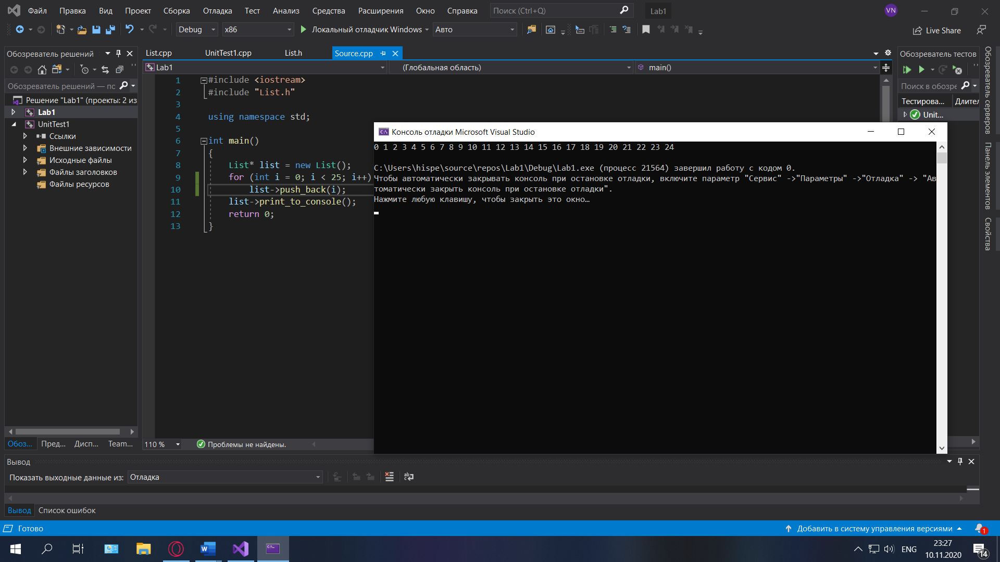 Файл Правка Вид Проект Сборка Отладка Тест Анализ Средства Расширения Окно Справка Поиск (Ctrl+Q) Lab1 VN
Debug x86 Локальный отладчик Windows Авто Live Share
Обозреватель решений
Обозреватель решений — пс
Решение "Lab1" (проекты: 2 из
Lab1
UnitTest1
Ссылки
Внешние зависимости
Исходные файлы
Файлы заголовков
Файлы ресурсов
Обоз... Пред... Дисп... Team...
List.cpp UnitTest1.cpp List.h Source.cpp
Lab1 (Глобальная область) main()
1 #include <iostream>
2 #include "List.h"
3
4 using namespace std;
5
6 int main()
7 {
8 List* list = new List();
9 for (int i = 0; i < 25; i++)
10 list->push_back(i);
11 list->print_to_console();
12 return 0;
13 }
110 % Проблемы не найдены.
Консоль отладки Microsoft Visual Studio
0 1 2 3 4 5 6 7 8 9 10 11 12 13 14 15 16 17 18 19 20 21 22 23 24
C:\Users\hispe\source\repos\Lab1\Debug\Lab1.exe (процесс 21564) завершил работу с кодом 0.
Чтобы автоматически закрывать консоль при остановке отладки, включите параметр "Сервис" ->"Параметры" ->"Отладка" -> "Ав
томатически закрыть консоль при остановке отладки".
Нажмите любую клавишу, чтобы закрыть это окно…
Обозреватель тестов
Поиск в обозре
Тестирова... Длител
Unit...
Обозреватель серверов
Панель элементов
Свойства
Вывод
Показать выходные данные из: Отладка
Вывод Список ошибок
Готово Добавить в систему управления версиями 1
ENG 23:27
10.11.2020
14